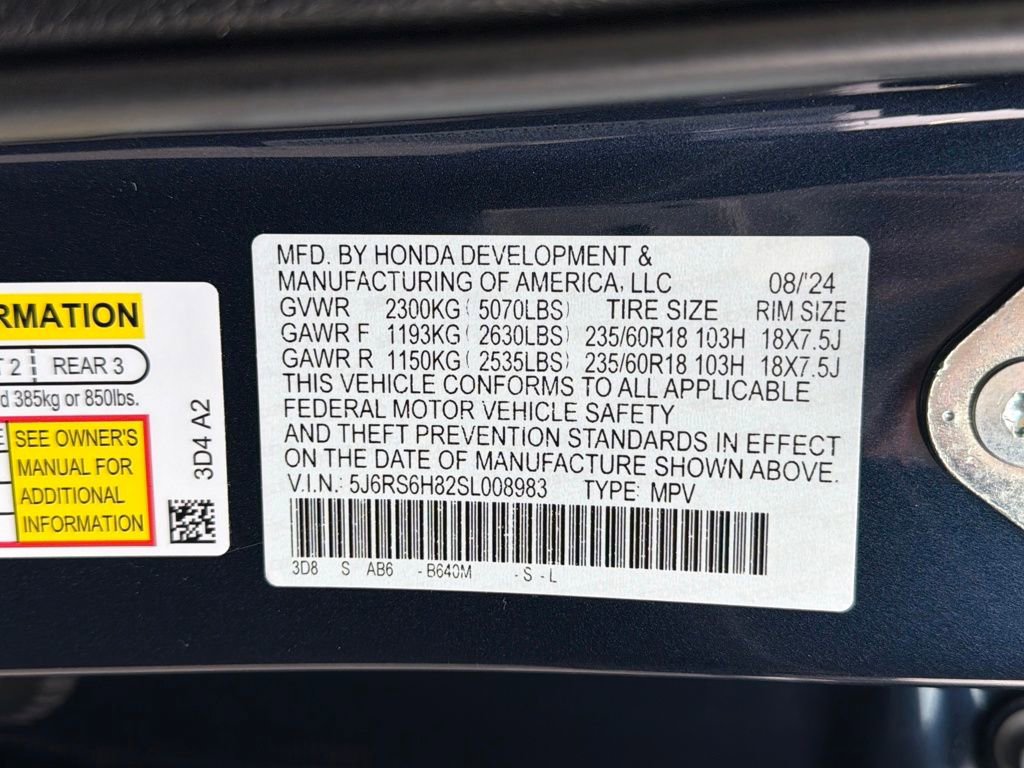 RMATION
T 2 REAR 3
d 385kg or 850lbs.
E SEE OWNER'S
MANUAL FOR
ADDITIONAL
INFORMATION
3D4 A2
MFD. BY HONDA DEVELOPMENT &
MANUFACTURING OF AMERICA, LLC 08/'24
GVWR 2300KG ( 5070LBS) TIRE SIZE RIM SIZE
GAWR F 1193KG ( 2630LBS) 235/60R18 103H 18X7.5J
GAWR R 1150KG ( 2535LBS) 235/60R18 103H 18X7.5J
THIS VEHICLE CONFORMS TO ALL APPLICABLE
FEDERAL MOTOR VEHICLE SAFETY
AND THEFT PREVENTION STANDARDS IN EFFECT
ON THE DATE OF MANUFACTURE SHOWN ABOVE.
V.I.N.: 5J6RS6H82SL008983 TYPE: MPV
3D8 S AB6 -B640M -S -L